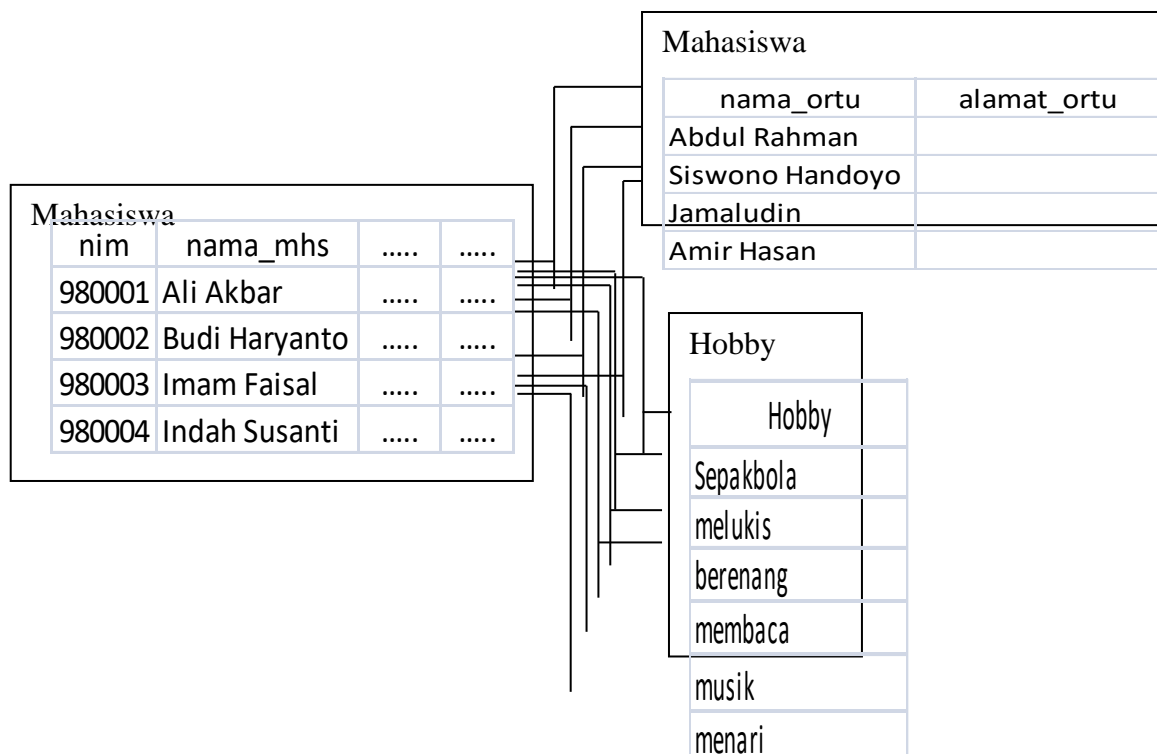 Mahasiswa
nama_ortu alamat_ortu
Abdul Rahman
Siswono Handoyo
Jamaludin
Amir Hasan
Mahasiswa
nim nama_mhs ..... .....
980001 Ali Akbar ..... .....
980002 Budi Haryanto ..... .....
980003 Imam Faisal ..... .....
980004 Indah Susanti ..... .....
Hobby
Hobby
Sepakbola
melukis
berenang
membaca
musik
menari